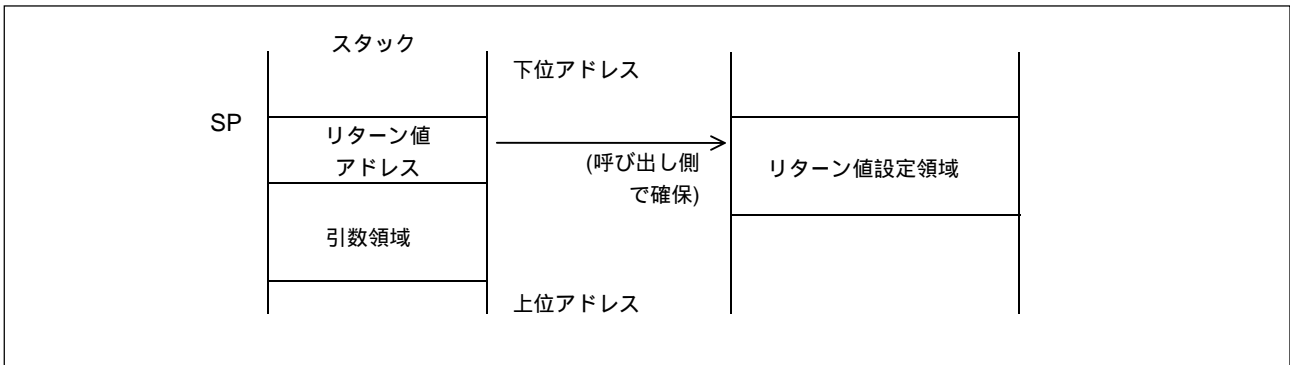 スタック
下位アドレス
SP
リターン値
アドレス
(呼び出し側
で確保)
リターン値設定領域
引数領域
上位アドレス